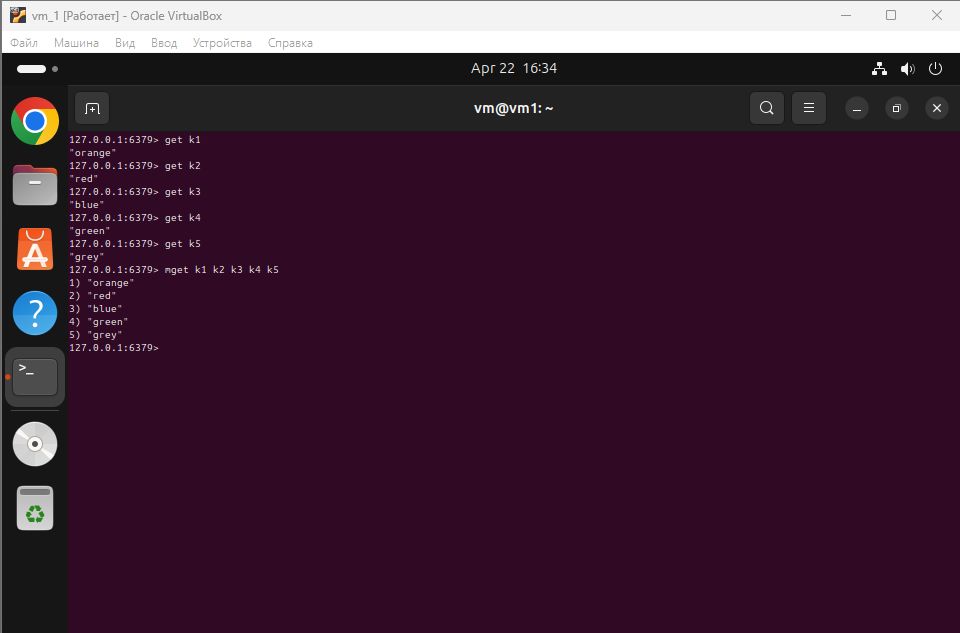 vm_1 [Работает] - Oracle VirtualBox
Файл Машина Вид Ввод Устройства Справка
Apr 22 16:34
vm@vm1: ~
127.0.0.1:6379> get k1
"orange"
127.0.0.1:6379> get k2
"red"
127.0.0.1:6379> get k3
"blue"
127.0.0.1:6379> get k4
"green"
127.0.0.1:6379> get k5
"grey"
127.0.0.1:6379> mget k1 k2 k3 k4 k5
1) "orange"
2) "red"
3) "blue"
4) "green"
5) "grey"
127.0.0.1:6379>